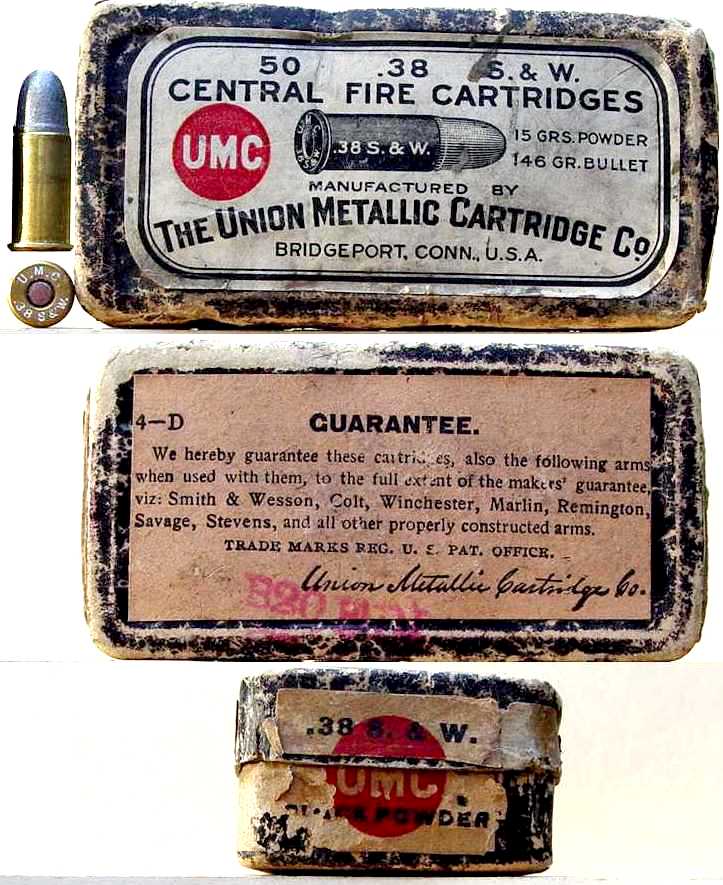 50 .38 S. & W.
CENTRAL FIRE CARTRIDGES
UMC
.38 S. & W.
15 GRS. POWDER
146 GR. BULLET
MANUFACTURED BY
THE UNION METALLIC CARTRIDGE CO.
BRIDGEPORT, CONN., U.S.A.
U.M.C.
38 S&W.
4—D GUARANTEE.
We hereby guarantee these cartridges, also the following arms
when used with them, to the full extent of the makers' guarantee,
viz: Smith & Wesson, Colt, Winchester, Marlin, Remington,
Savage, Stevens, and all other properly constructed arms.
TRADE MARKS REG. U. S. PAT. OFFICE.
Union Metallic Cartridge Co.
.38 S. & W.
UMC
POWDER